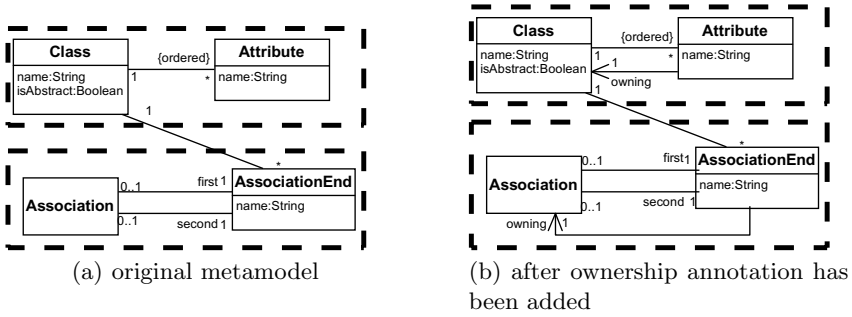 Class
name:String
isAbstract:Boolean
{ordered}
1
*
Attribute
name:String
1
*
Association
0..1
first 1
0..1
second 1
AssociationEnd
name:String
(a) original metamodel
Class
name:String
isAbstract:Boolean
{ordered}
1
*
1
owning
Attribute
name:String
1
*
Association
0..1
first 1
0..1
second 1
owning
1
AssociationEnd
name:String
(b) after ownership annotation has
been added